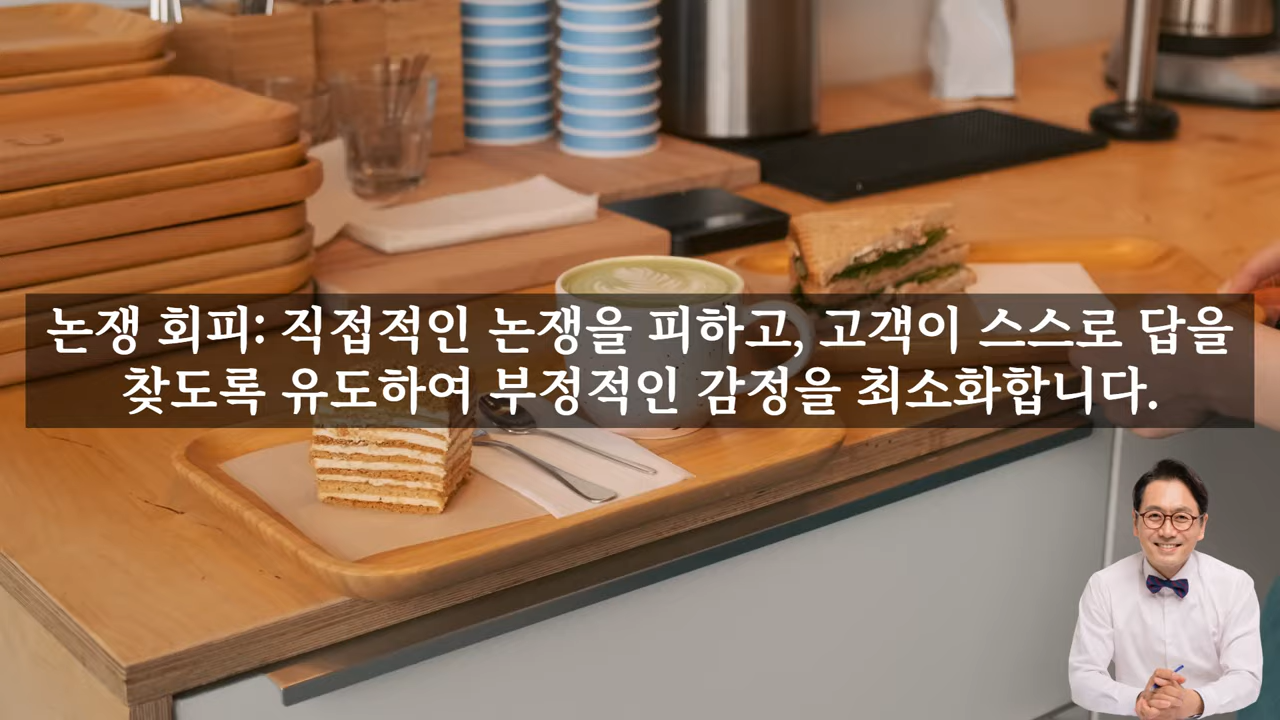 논쟁 회피: 직접적인 논쟁을 피하고, 고객이 스스로 답을
찾도록 유도하여 부정적인 감정을 최소화합니다.